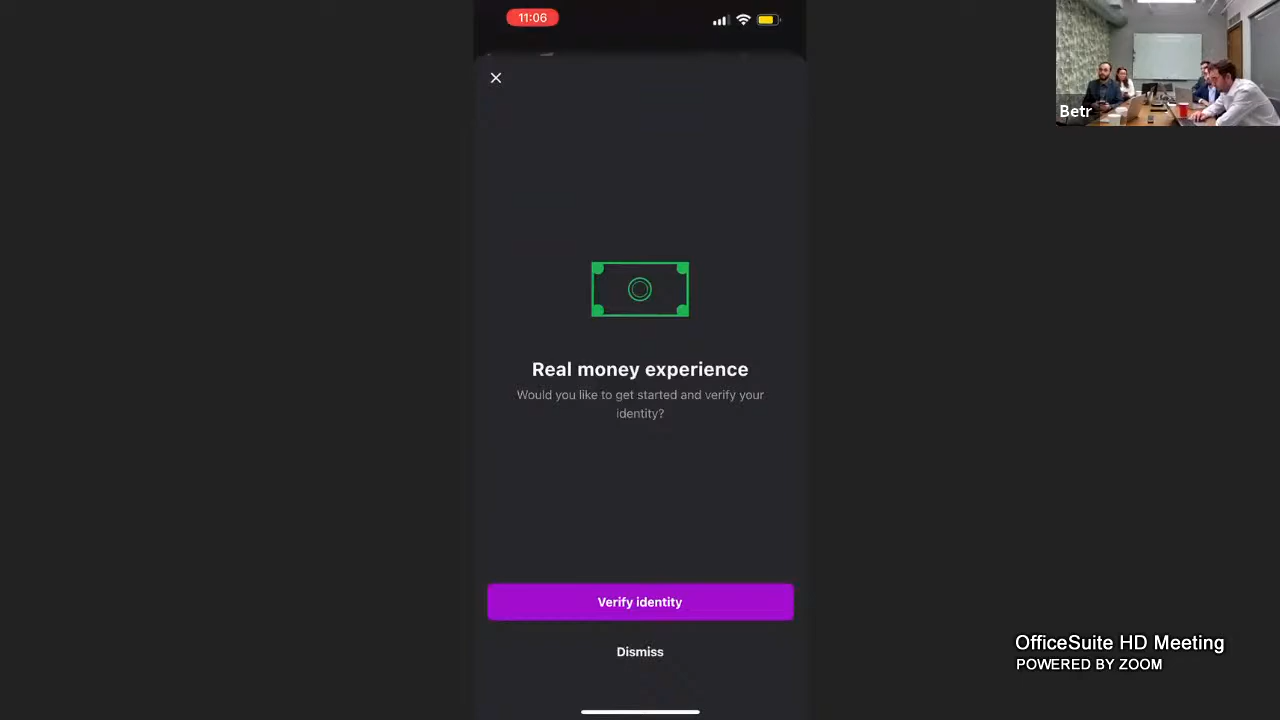 11:06
Betr
Real money experience
Would you like to get started and verify your
identity?
Verify identity
Dismiss
OfficeSuite HD Meeting
POWERED BY ZOOM